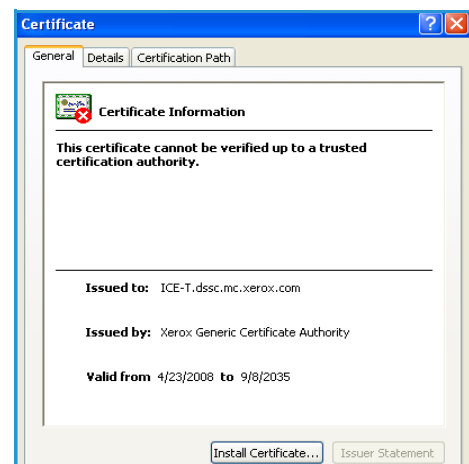 Certificate
General Details Certification Path
Certificate Information
This certificate cannot be verified up to a trusted
certification authority.
Issued to: ICE-T.dssc.mc.xerox.com
Issued by: Xerox Generic Certificate Authority
Valid from 4/23/2008 to 9/8/2035
Install Certificate... Issuer Statement